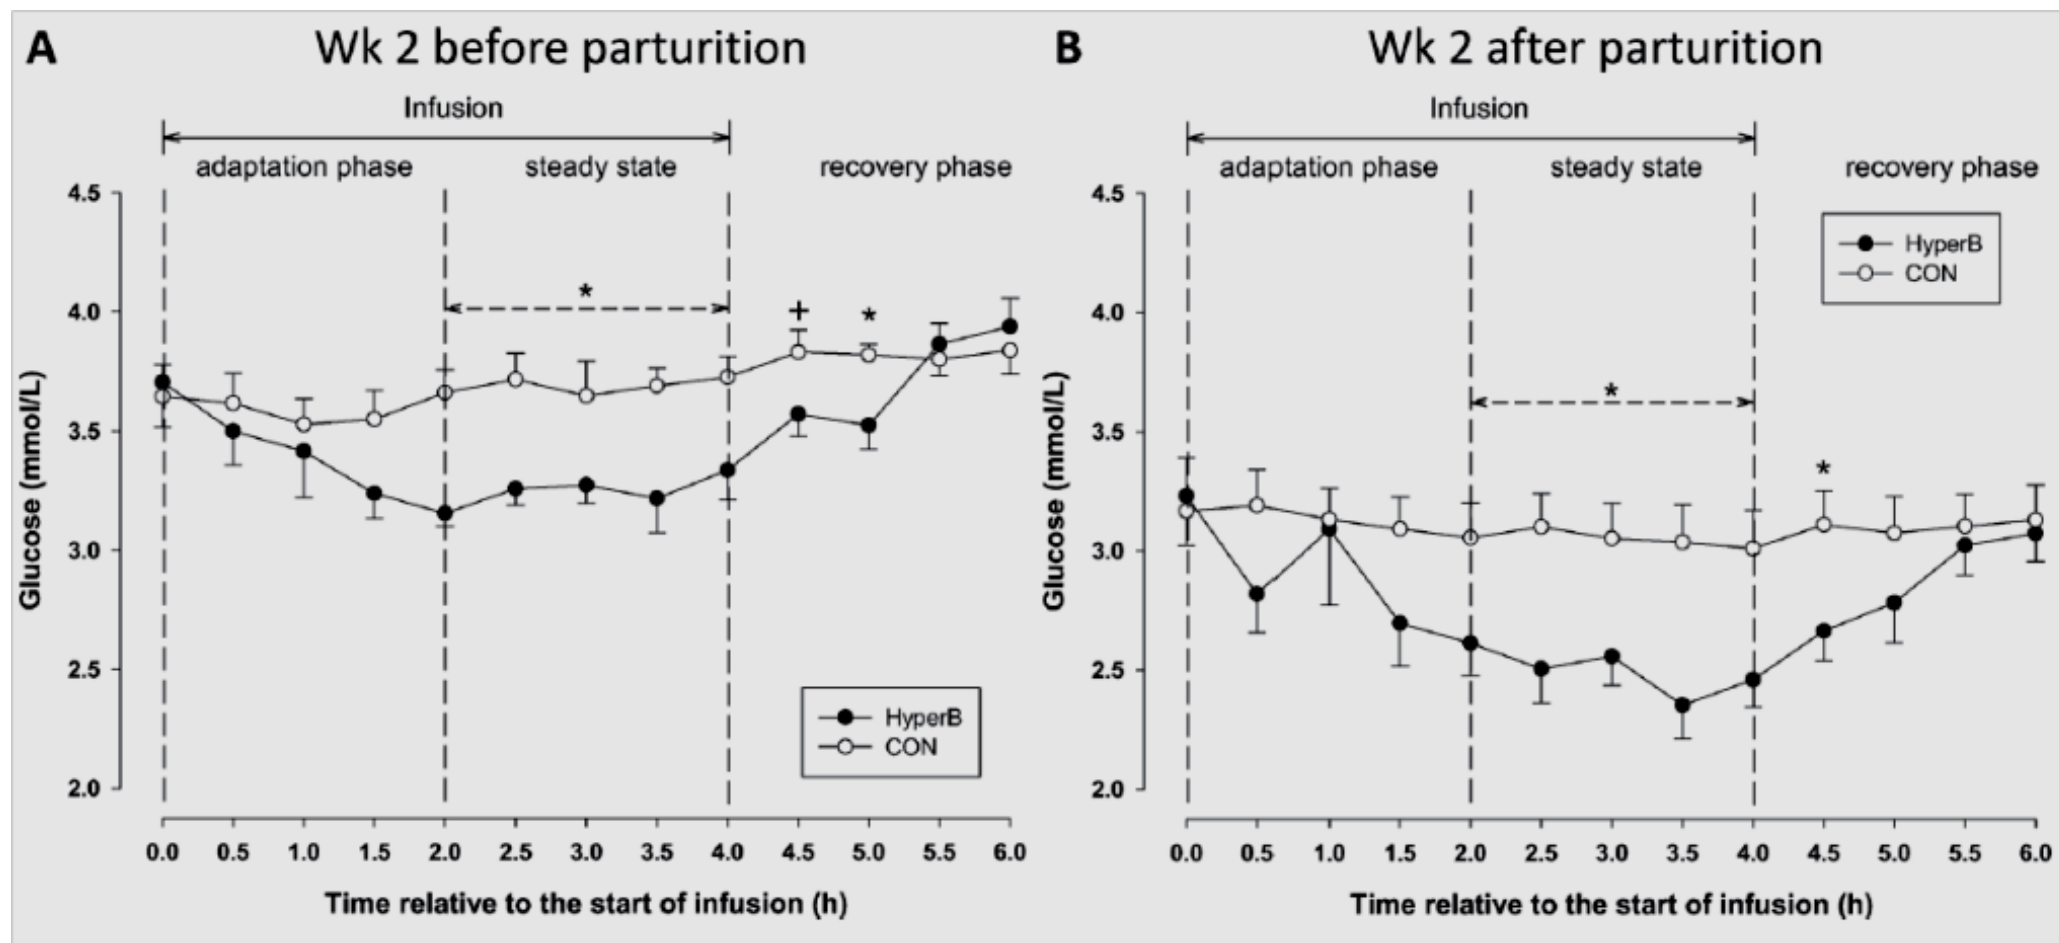 A
Wk 2 before parturition
Infusion
adaptation phase
steady state
recovery phase
Glucose (mmol/L)
4.5
4.0
3.5
3.0
2.5
2.0
*
+
*
HyperB
CON
0.0 0.5 1.0 1.5 2.0 2.5 3.0 3.5 4.0 4.5 5.0 5.5 6.0
Time relative to the start of infusion (h)
B
Wk 2 after parturition
Infusion
adaptation phase
steady state
recovery phase
Glucose (mmol/L)
4.5
4.0
3.5
3.0
2.5
2.0
HyperB
CON
*
*
0.0 0.5 1.0 1.5 2.0 2.5 3.0 3.5 4.0 4.5 5.0 5.5 6.0
Time relative to the start of infusion (h)